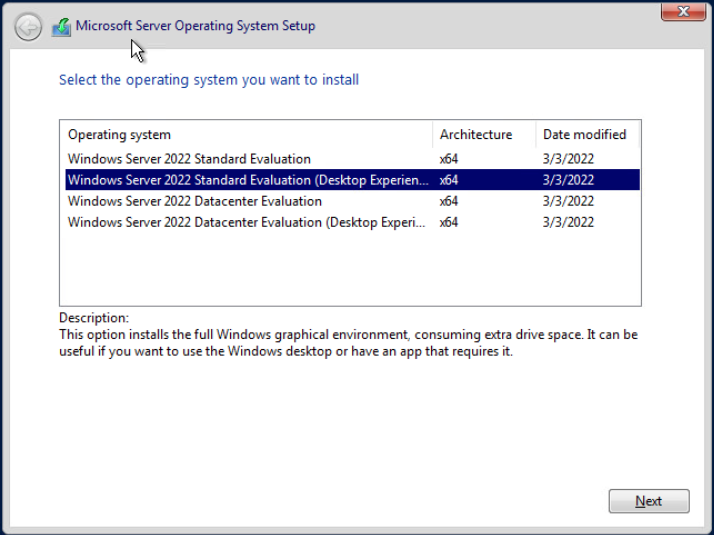 Microsoft Server Operating System Setup
Select the operating system you want to install
Operating system Architecture Date modified
Windows Server 2022 Standard Evaluation x64 3/3/2022
Windows Server 2022 Standard Evaluation (Desktop Experien... x64 3/3/2022
Windows Server 2022 Datacenter Evaluation x64 3/3/2022
Windows Server 2022 Datacenter Evaluation (Desktop Experi... x64 3/3/2022
Description:
This option installs the full Windows graphical environment, consuming extra drive space. It can be
useful if you want to use the Windows desktop or have an app that requires it.
Next